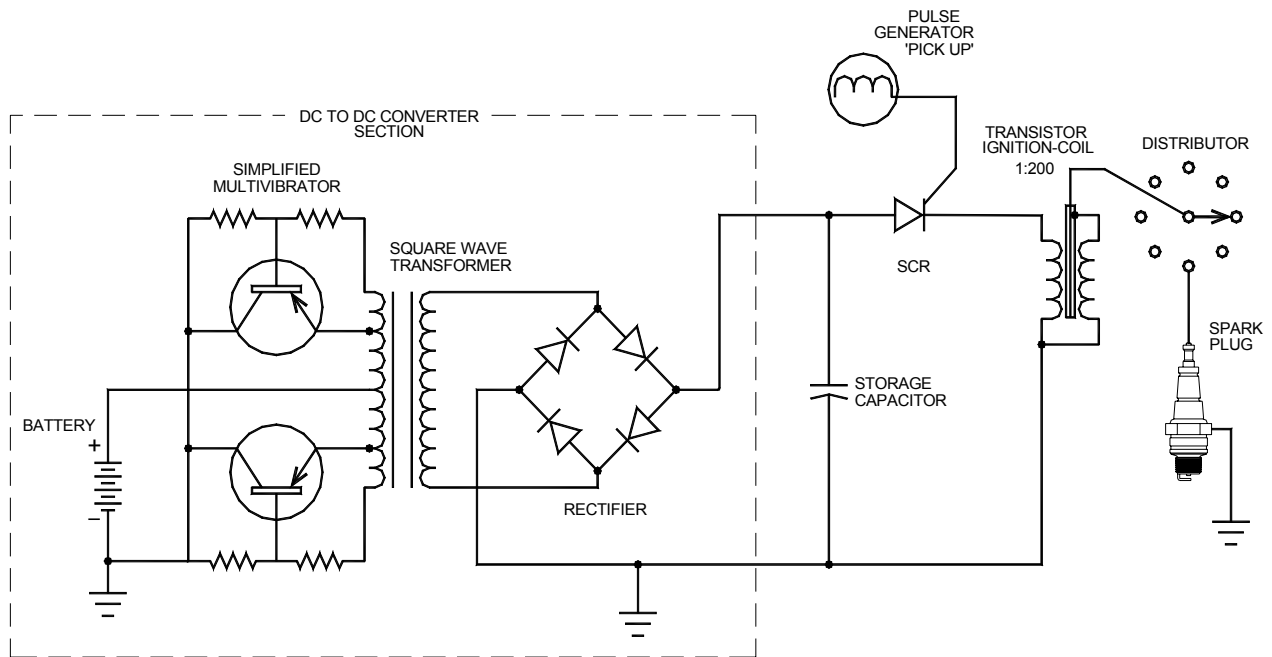 PULSE
GENERATOR
'PICK UP'
DC TO DC CONVERTER
SECTION
SIMPLIFIED
MULTIVIBRATOR
TRANSISTOR
IGNITION-COIL
1:200
DISTRIBUTOR
SQUARE WAVE
TRANSFORMER
SCR
SPARK
PLUG
STORAGE
CAPACITOR
BATTERY
+
−
RECTIFIER